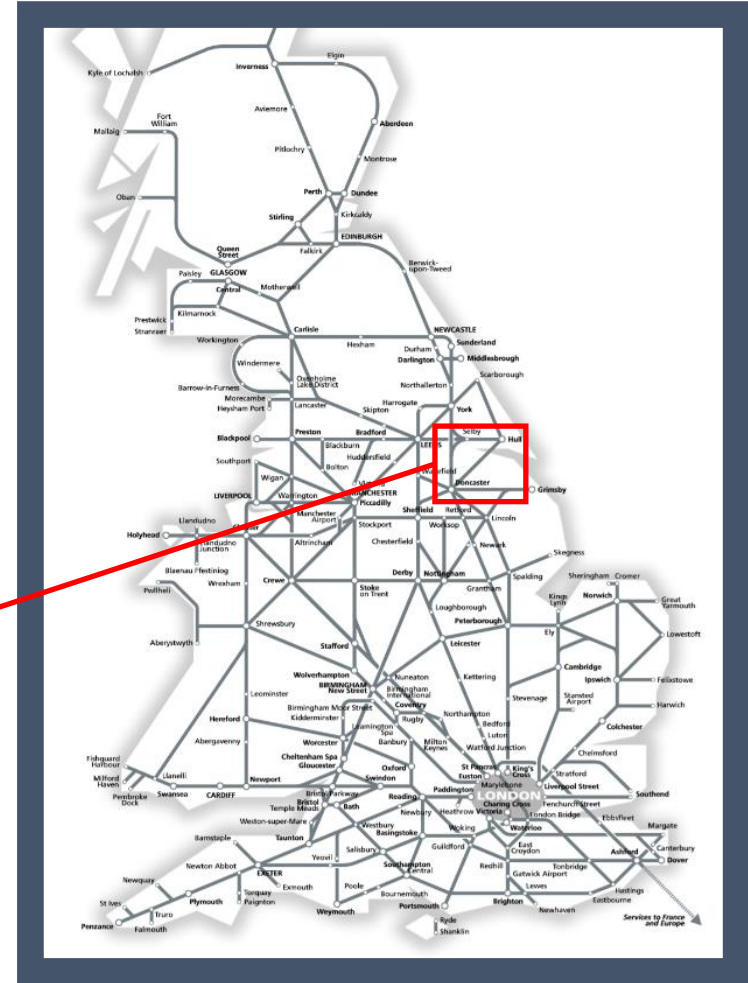 Elgin
Inverness
Kyle of Lochalsh
Aviemore
Fort
William
Aberdeen
Mallaig
Pitlochry
Montrose
Perth
Dundee
Oban
Stirling
Kirkcaldy
EDINBURGH
Queen
Street
Falkirk
Berwick-
upon-Tweed
Paisley
GLASGOW
Central
Motherwell
Prestwick
Kilmarnock
Stranraer
Carlisle
NEWCASTLE
Workington
Hexham
Sunderland
Durham
Darlington
Middlesbrough
Windermere
Scarborough
Oxenholme
Lake District
Barrow-in-Furness
Northallerton
Morecambe
Heysham Port
Lancaster
Harrogate
York
Skipton
Blackpool
Preston
Bradford
LEEDS
Selby
Hull
Blackburn
Huddersfield
Southport
Bolton
Wakefield
Wigan
Victoria
Doncaster
Grimsby
LIVERPOOL
Warrington
MANCHESTER
Piccadilly
Manchester
Airport
Sheffield
Retford
Lincoln
Llandudno
Stockport
Worksop
Holyhead
Chester
Llandudno
Junction
Altrincham
Chesterfield
Newark
Skegness
Blaenau Ffestiniog
Pwllheli
Wrexham
Crewe
Stoke
on Trent
Derby
Nottingham
Grantham
Spalding
Sheringham
Cromer
Kings
Lynn
Norwich
Great
Yarmouth
Loughborough
Peterborough
Shrewsbury
Ely
Lowestoft
Aberystwyth
Stafford
Leicester
Wolverhampton
Nuneaton
Kettering
Cambridge
BIRMINGHAM
New Street
Birmingham
International
Ipswich
Felixstowe
Leominster
Coventry
Stevenage
Stansted
Airport
Birmingham Moor Street
Kidderminster
Rugby
Northampton
Harwich
Hereford
Leamington
Spa
Bedford
Colchester
Worcester
Banbury
Milton
Keynes
Luton
Abergavenny
Watford Junction
Chelmsford
Cheltenham Spa
Gloucester
Oxford
St Pancras
Euston
King's
Cross
Stratford
Fishguard
Harbour
Llanelli
Newport
Swindon
Marylebone
Liverpool Street
Milford
Haven
Bristol Parkway
Reading
Paddington
LONDON
Southend
Pembroke
Dock
Swansea
CARDIFF
Bristol
Temple Meads
Bath
Newbury
Heathrow
Victoria
Charing Cross
Fenchurch Street
London Bridge
Ebbsfleet
Weston-super-Mare
Westbury
Basingstoke
Woking
Waterloo
Margate
Barnstaple
Taunton
Salisbury
Guildford
East
Croydon
Canterbury
Ashford
Dover
Newton Abbot
Yeovil
Southampton
Central
Redhill
Tonbridge
Gatwick Airport
EXETER
Newquay
Exmouth
Poole
Bournemouth
Lewes
Hastings
St Ives
Plymouth
Torquay
Paignton
Eastbourne
Truro
Weymouth
Portsmouth
Brighton
Newhaven
Penzance
Falmouth
Ryde
Shanklin
Services to France
and Europe